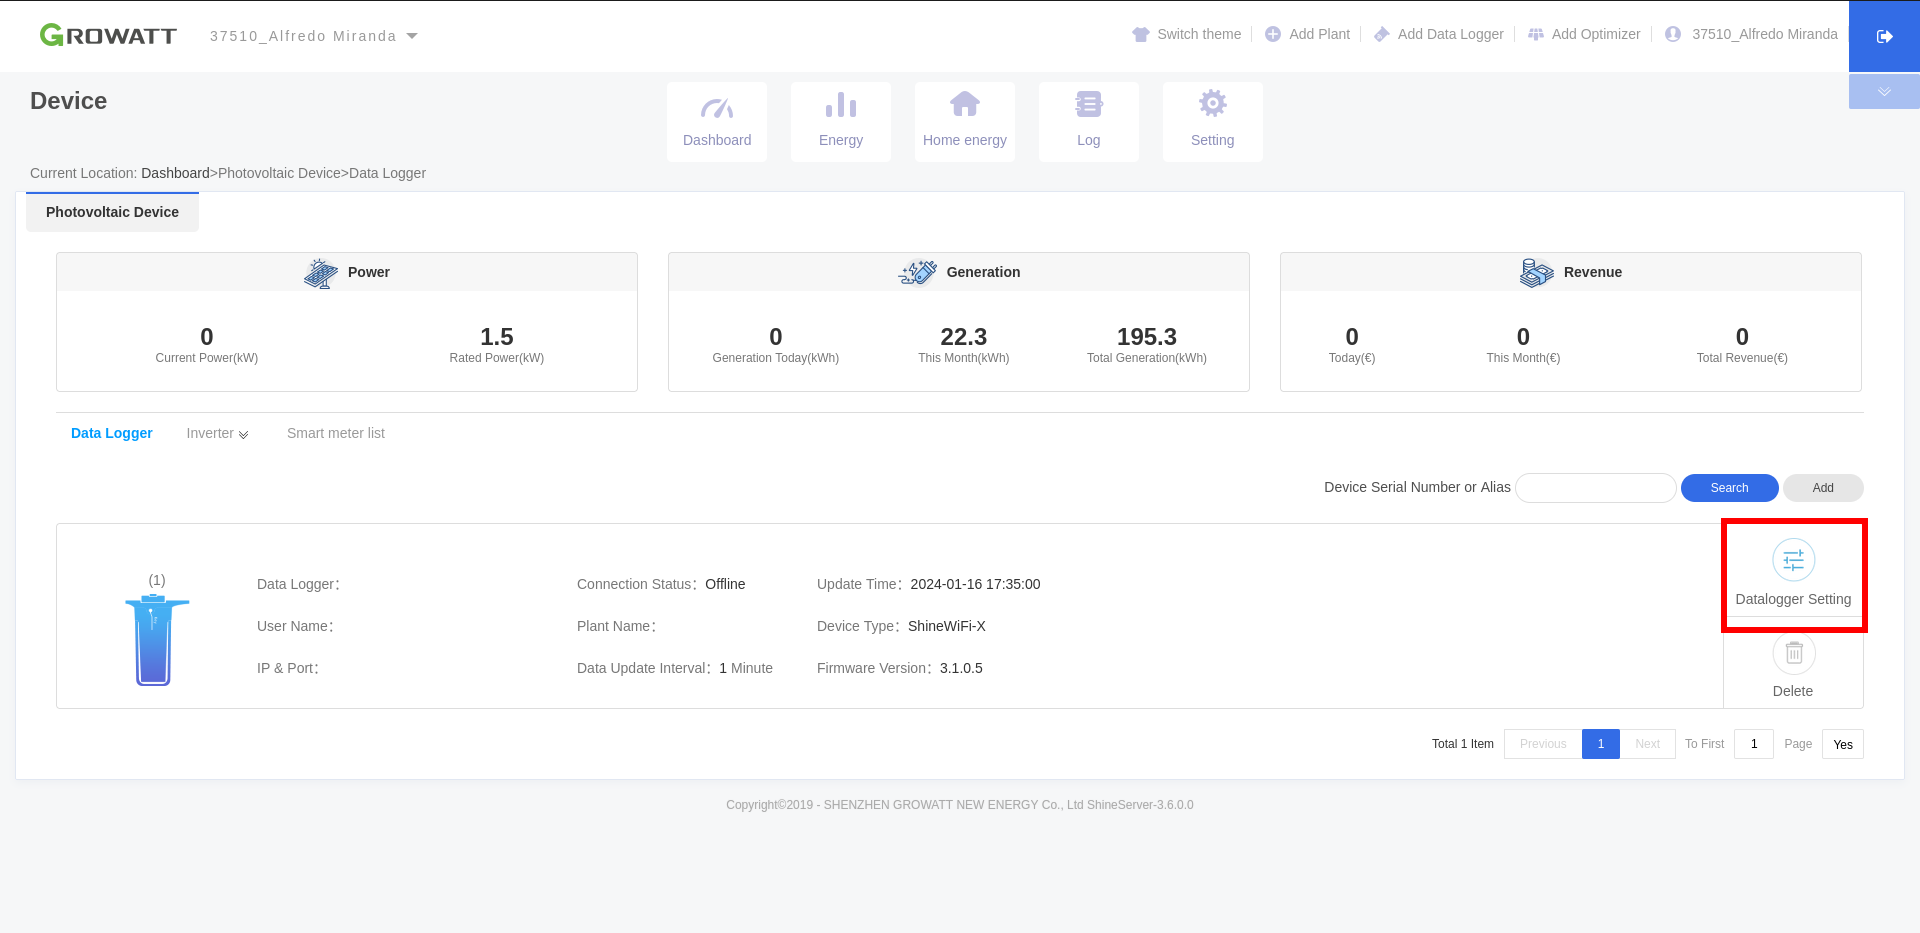 GROWATT
37510_Alfredo Miranda
Switch theme
Add Plant
Add Data Logger
Add Optimizer
37510_Alfredo Miranda
Device
Dashboard
Energy
Home energy
Log
Setting
Current Location: Dashboard>Photovoltaic Device>Data Logger
Photovoltaic Device
Power
0
Current Power(kW)
1.5
Rated Power(kW)
Generation
0
Generation Today(kWh)
22.3
This Month(kWh)
195.3
Total Generation(kWh)
Revenue
0
Today(€)
0
This Month(€)
0
Total Revenue(€)
Data Logger
Inverter
Smart meter list
Device Serial Number or Alias
Search
Add
(1)
Data Logger：
Connection Status：Offline
Update Time：2024-01-16 17:35:00
User Name：
Plant Name：
Device Type：ShineWiFi-X
IP & Port：
Data Update Interval：1 Minute
Firmware Version：3.1.0.5
Datalogger Setting
Delete
Total 1 Item
Previous
1
Next
To First
1
Page
Yes
Copyright©2019 - SHENZHEN GROWATT NEW ENERGY Co., Ltd ShineServer-3.6.0.0